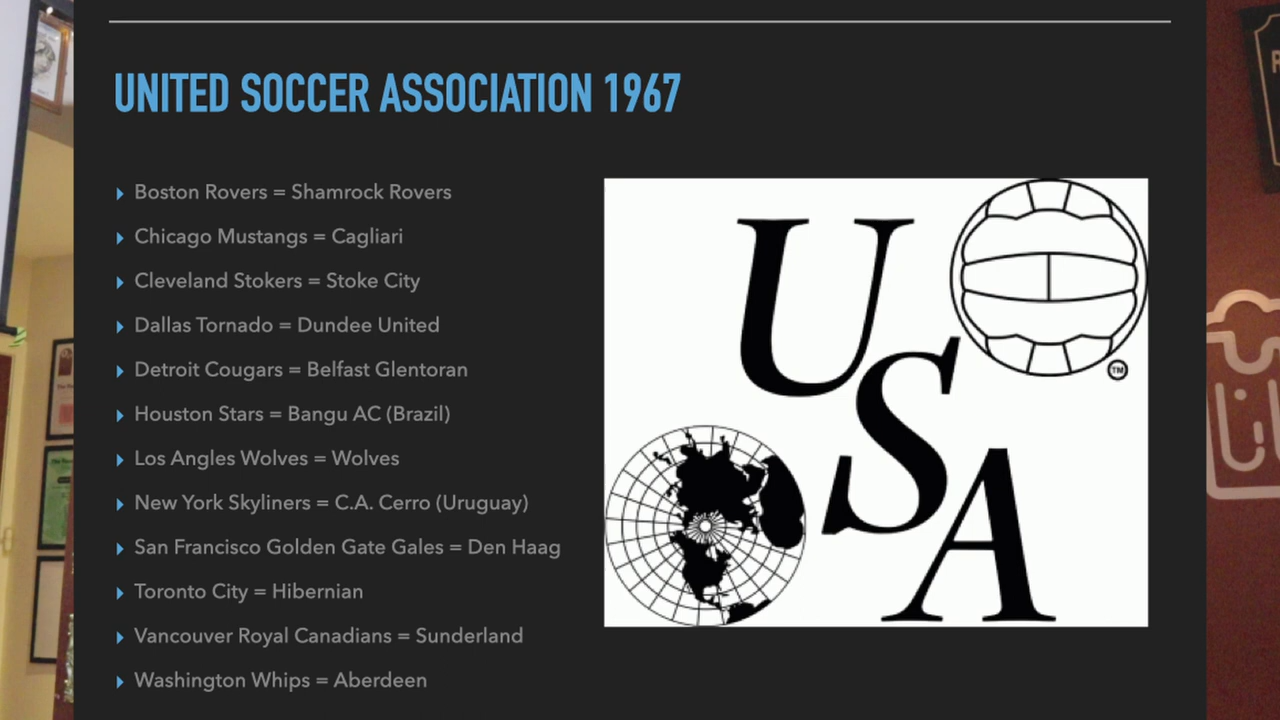 UNITED SOCCER ASSOCIATION 1967
Boston Rovers = Shamrock Rovers
Chicago Mustangs = Cagliari
Cleveland Stokers = Stoke City
Dallas Tornado = Dundee United
Detroit Cougars = Belfast Glentoran
Houston Stars = Bangu AC (Brazil)
Los Angles Wolves = Wolves
New York Skyliners = C.A. Cerro (Uruguay)
San Francisco Golden Gate Gales = Den Haag
Toronto City = Hibernian
Vancouver Royal Canadians = Sunderland
Washington Whips = Aberdeen
U
S
A
TM